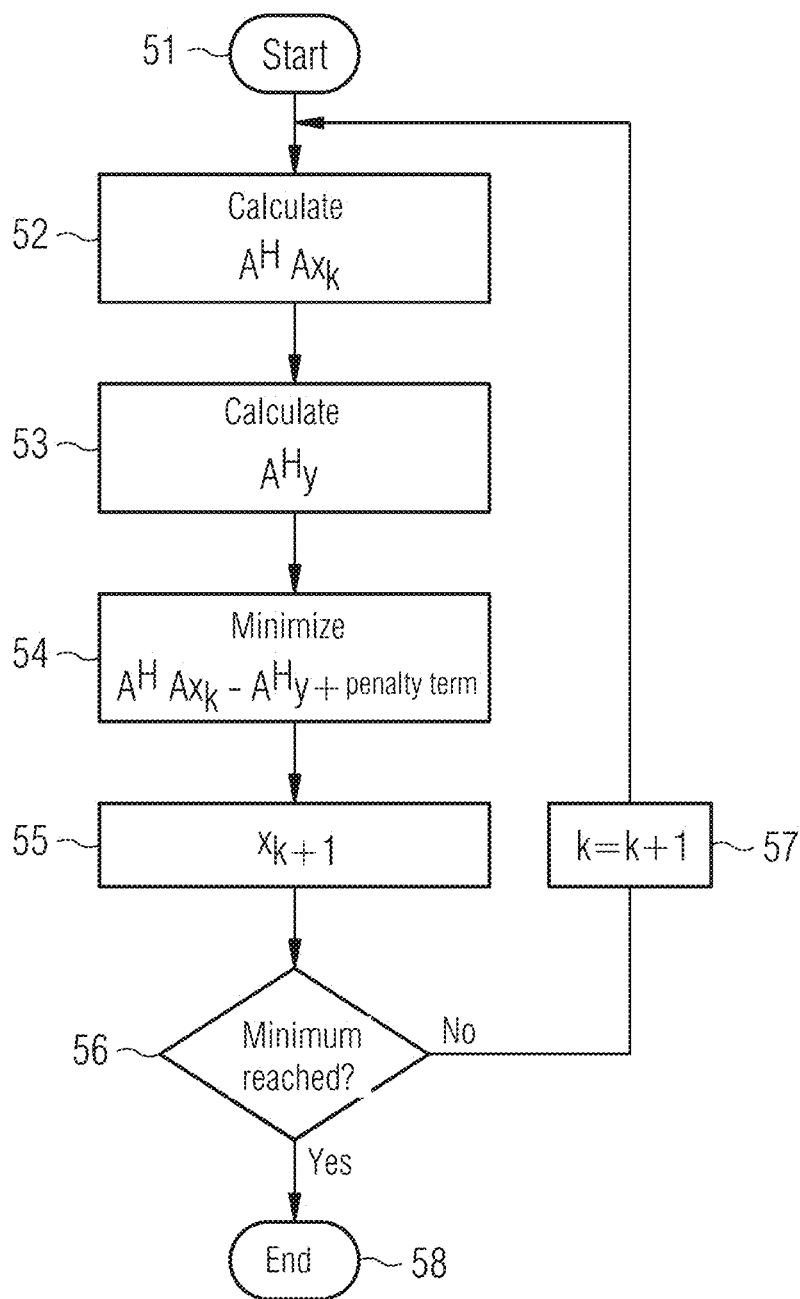 51 Start
52 Calculate
A^H Ax_k
53 Calculate
A^H y
54 Minimize
A^H Ax_k - A^H y + penalty term
55 x_k+1
k=k+1 57
56 Minimum
reached?
No
Yes
End 58